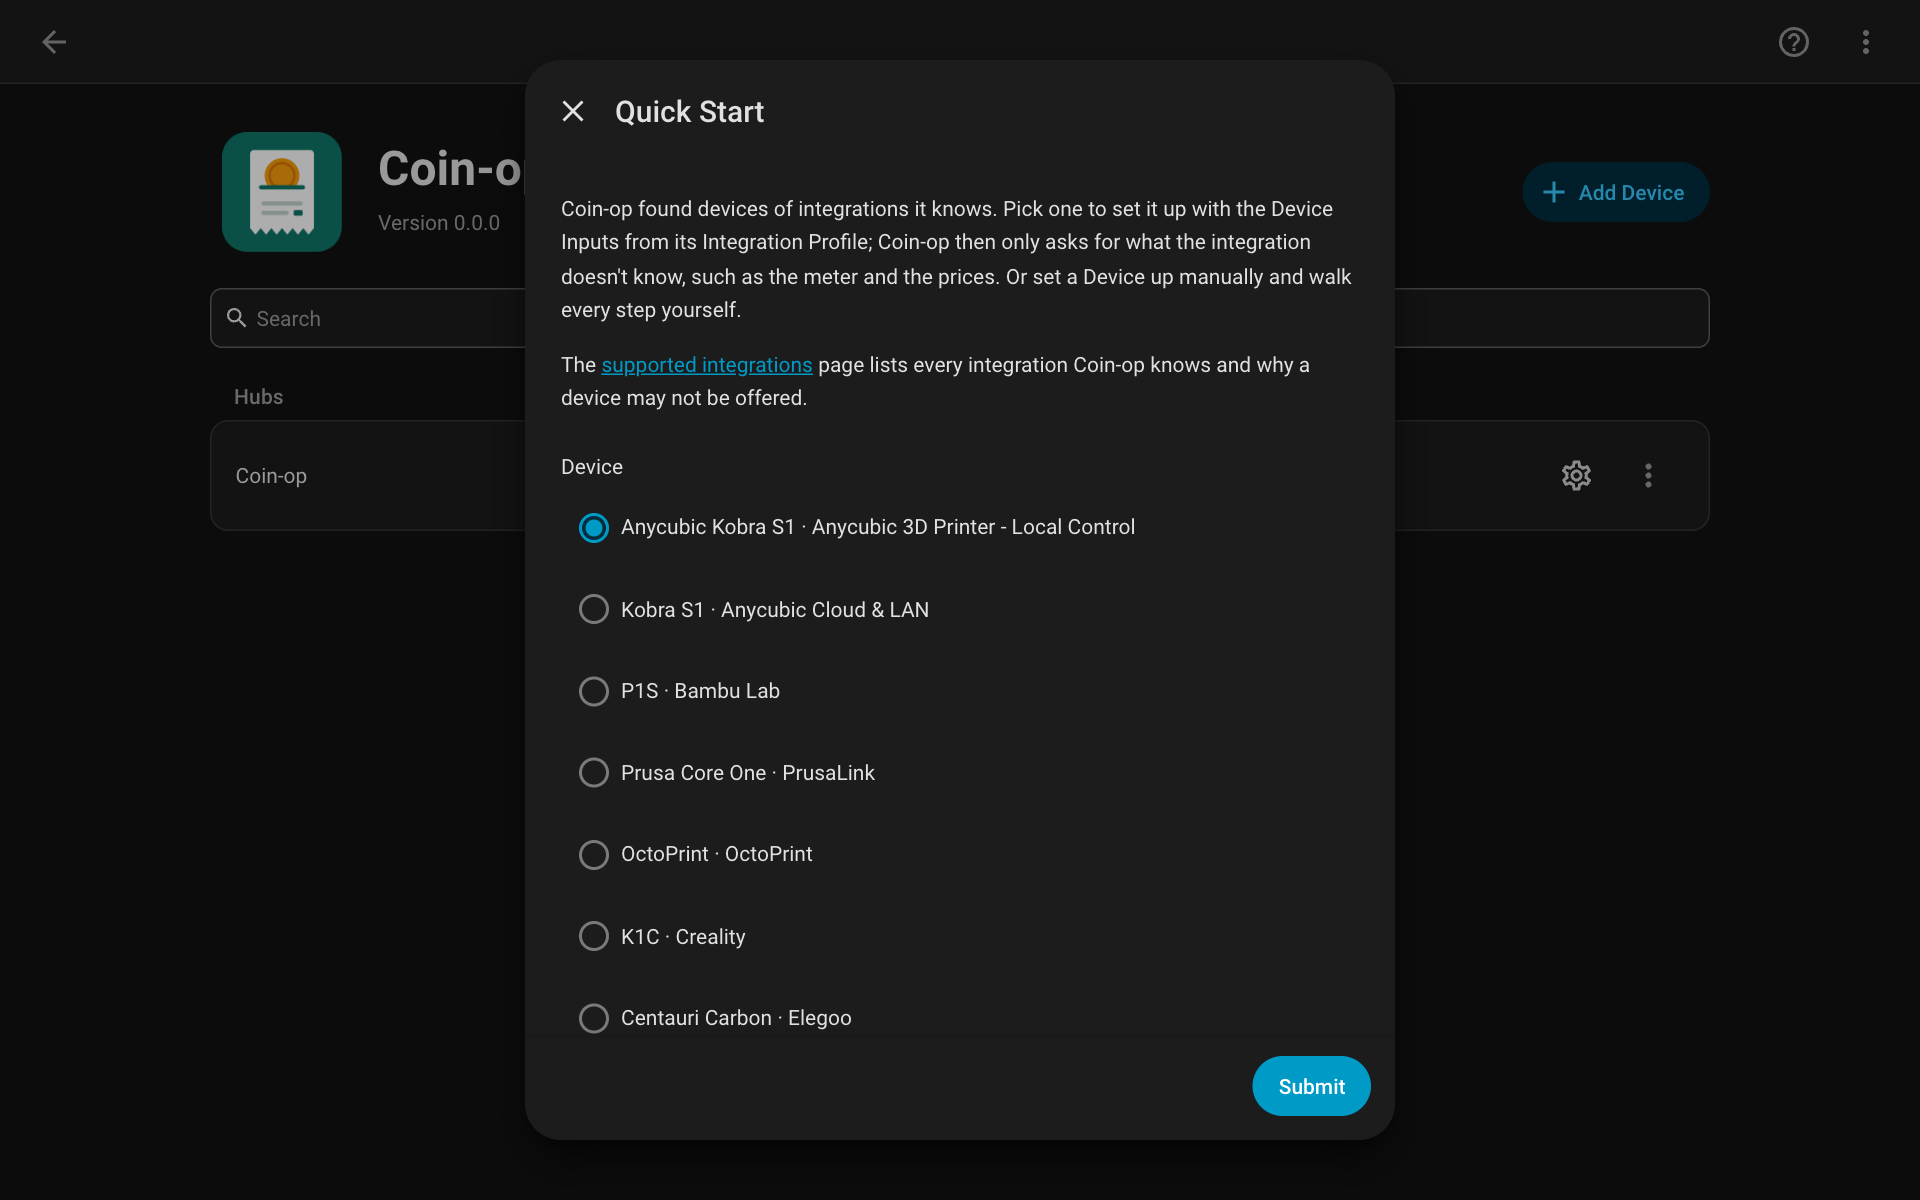 Quick Start
Coin-o
Version 0.0.0
Add Device
Coin-op found devices of integrations it knows. Pick one to set it up with the Device
Inputs from its Integration Profile; Coin-op then only asks for what the integration
doesn't know, such as the meter and the prices. Or set a Device up manually and walk
every step yourself.
Search
The supported integrations page lists every integration Coin-op knows and why a
device may not be offered.
Hubs
Coin-op
Device
Anycubic Kobra S1 · Anycubic 3D Printer - Local Control
Kobra S1 · Anycubic Cloud & LAN
P1S · Bambu Lab
Prusa Core One · PrusaLink
OctoPrint · OctoPrint
K1C · Creality
Centauri Carbon · Elegoo
Submit